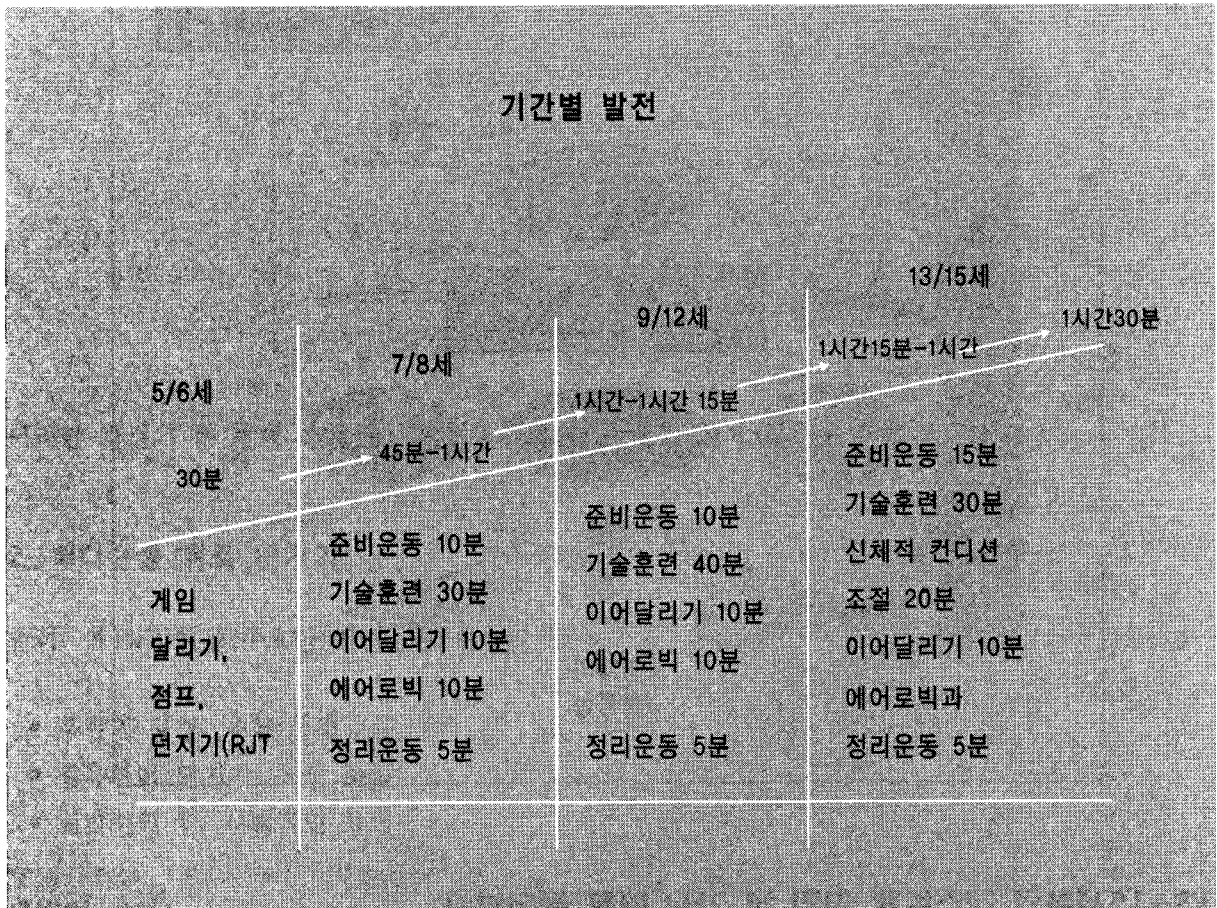 기간별 발전
5/6세
30분
게임
달리기,
점프,
던지기(RJT
7/8세
45분-1시간
준비운동 10분
기술훈련 30분
이어달리기 10분
에어로빅 10분
정리운동 5분
9/12세
1시간-1시간 15분
준비운동 10분
기술훈련 40분
이어달리기 10분
에어로빅 10분
정리운동 5분
13/15세
1시간15분-1시간
1시간30분
준비운동 15분
기술훈련 30분
신체적 컨디션
조절 20분
이어달리기 10분
에어로빅과
정리운동 5분